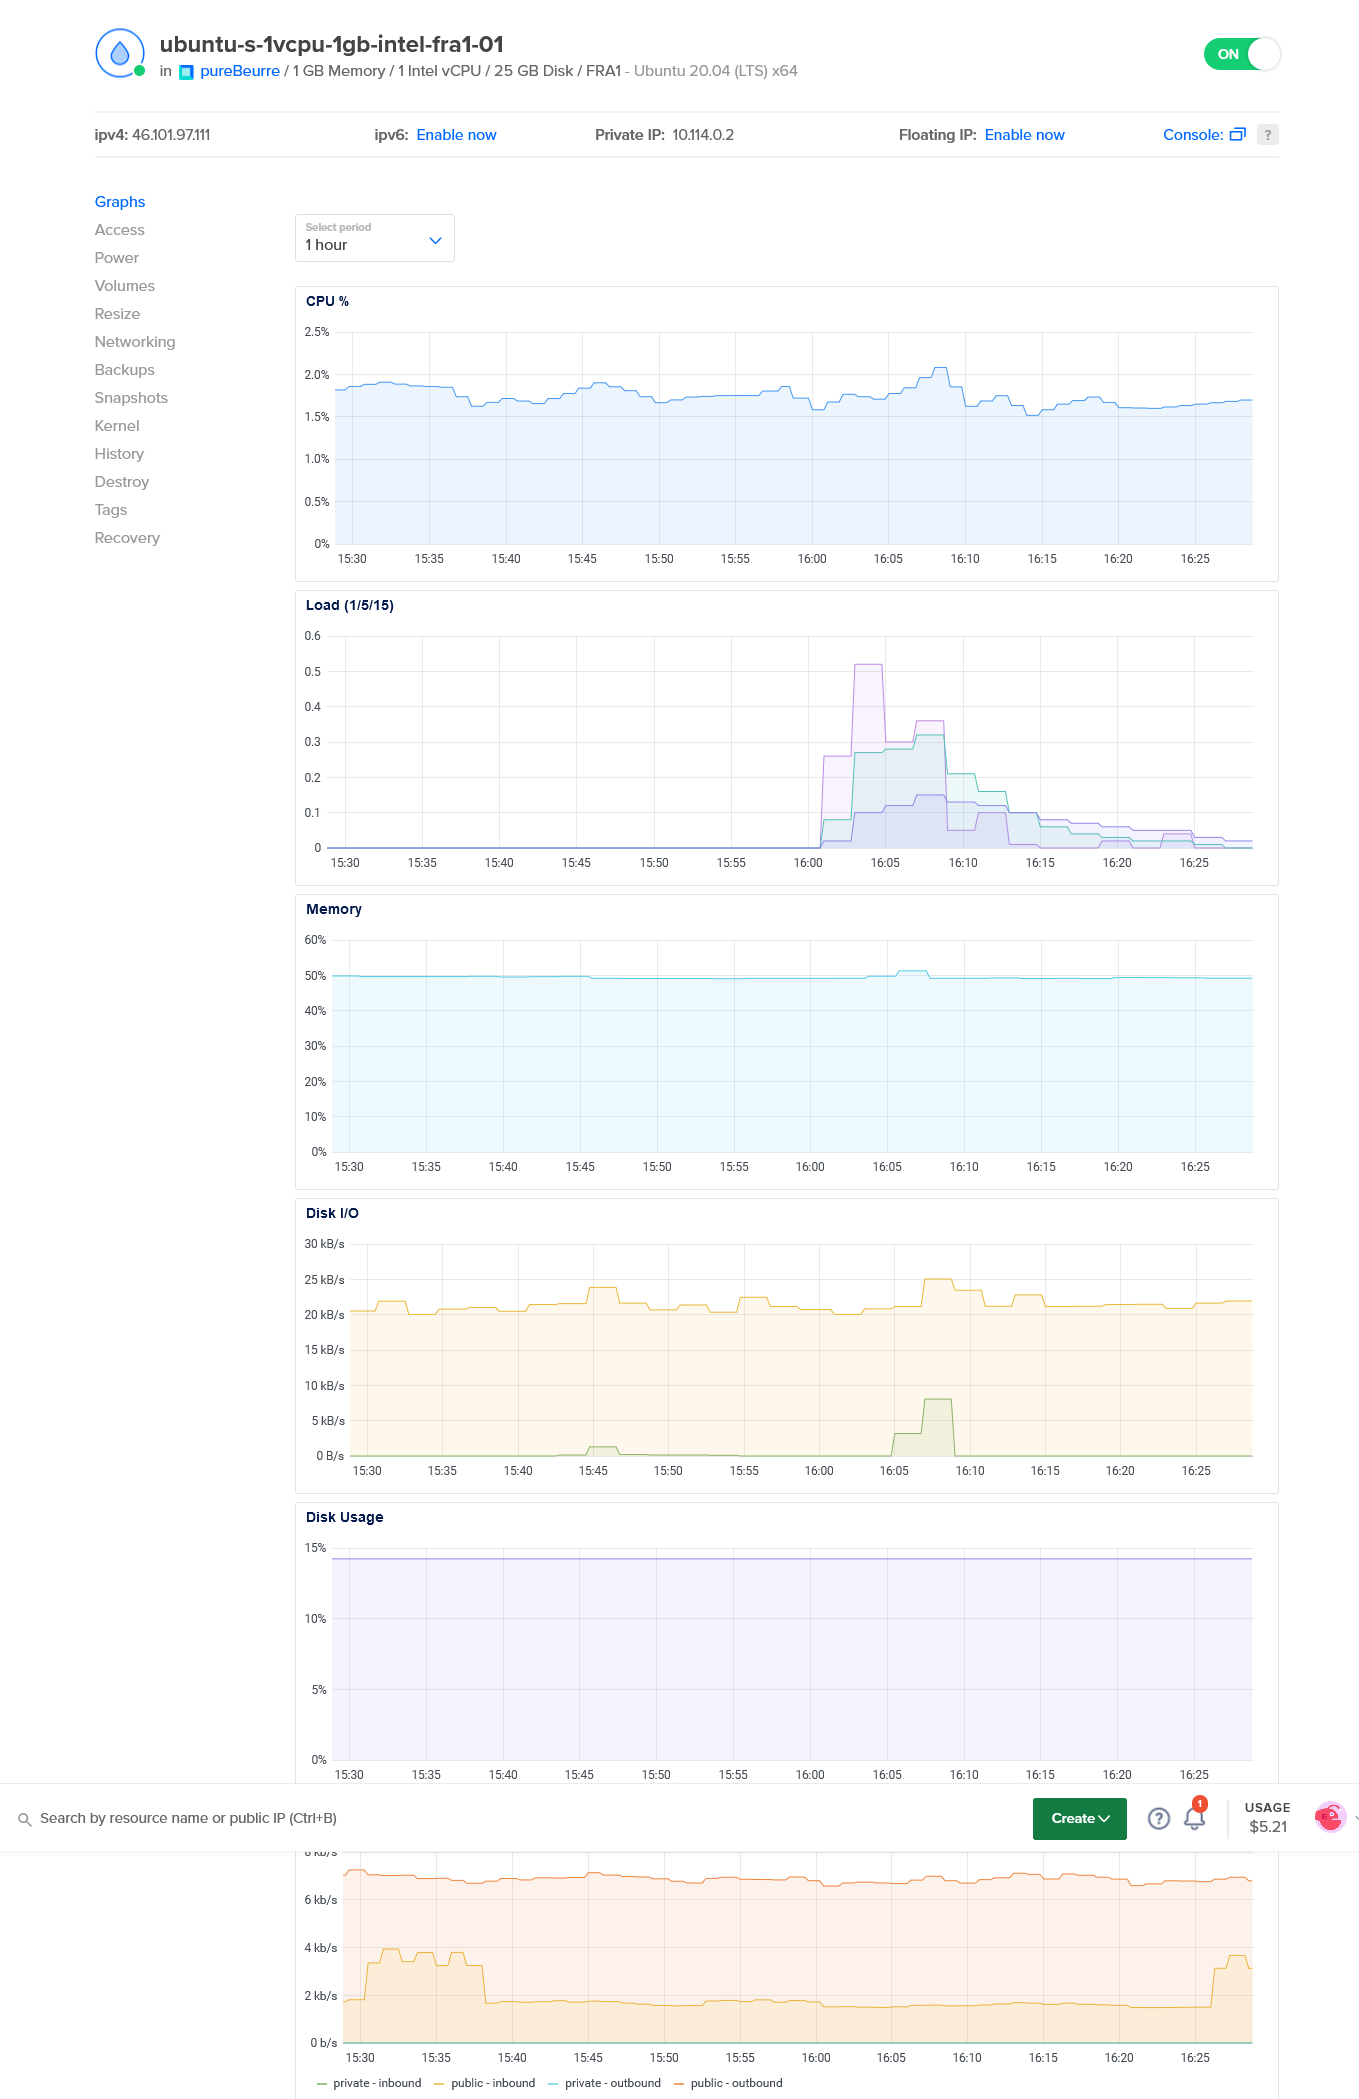 ubuntu-s-1vcpu-1gb-intel-fra1-01
in pureBeurre / 1 GB Memory / 1 Intel vCPU / 25 GB Disk / FRA1 - Ubuntu 20.04 (LTS) x64
ON
ipv4: 46.101.97.111 ipv6: Enable now Private IP: 10.114.0.2 Floating IP: Enable now Console: ?
Graphs
Access
Power
Volumes
Resize
Networking
Backups
Snapshots
Kernel
History
Destroy
Tags
Recovery
Select period
1 hour
CPU %
2.5%
2.0%
1.5%
1.0%
0.5%
0%
15:30 15:35 15:40 15:45 15:50 15:55 16:00 16:05 16:10 16:15 16:20 16:25
Load (1/5/15)
0.6
0.5
0.4
0.3
0.2
0.1
0
15:30 15:35 15:40 15:45 15:50 15:55 16:00 16:05 16:10 16:15 16:20 16:25
Memory
60%
50%
40%
30%
20%
10%
0%
15:30 15:35 15:40 15:45 15:50 15:55 16:00 16:05 16:10 16:15 16:20 16:25
Disk I/O
30 kB/s
25 kB/s
20 kB/s
15 kB/s
10 kB/s
5 kB/s
0 B/s
15:30 15:35 15:40 15:45 15:50 15:55 16:00 16:05 16:10 16:15 16:20 16:25
Disk Usage
15%
10%
5%
0%
15:30 15:35 15:40 15:45 15:50 15:55 16:00 16:05 16:10 16:15 16:20 16:25
Search by resource name or public IP (Ctrl+B)
Create
?
1
USAGE
$5.21
8 kb/s
6 kb/s
4 kb/s
2 kb/s
0 b/s
15:30 15:35 15:40 15:45 15:50 15:55 16:00 16:05 16:10 16:15 16:20 16:25
private - inbound public - inbound private - outbound public - outbound